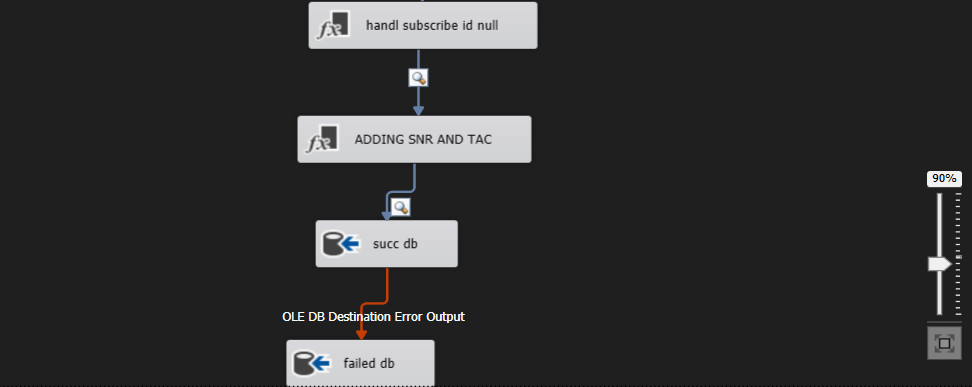 handl subscribe id null
ADDING SNR AND TAC
90%
succ db
OLE DB Destination Error Output
failed db